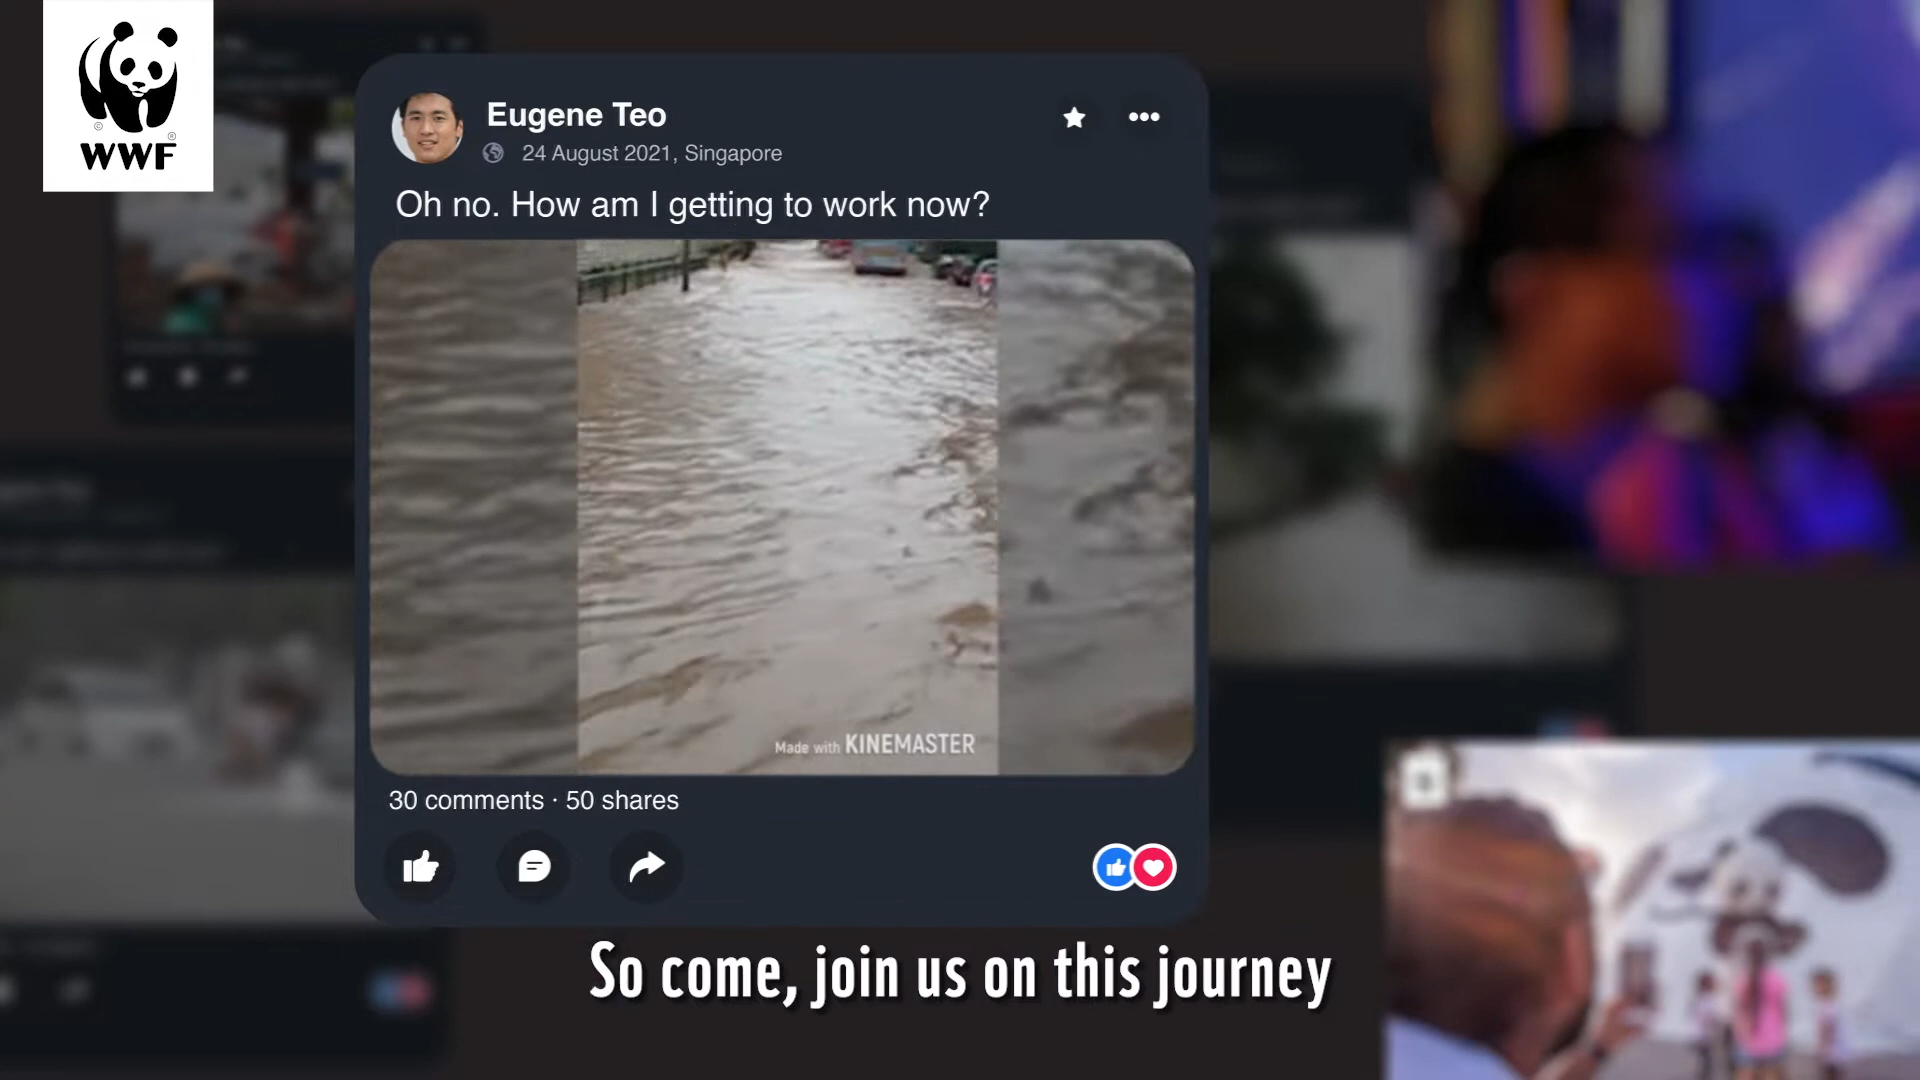 WWF
Eugene Teo
24 August 2021, Singapore
Oh no. How am I getting to work now?
Made with KINEMASTER
30 comments · 50 shares
So come, join us on this journey